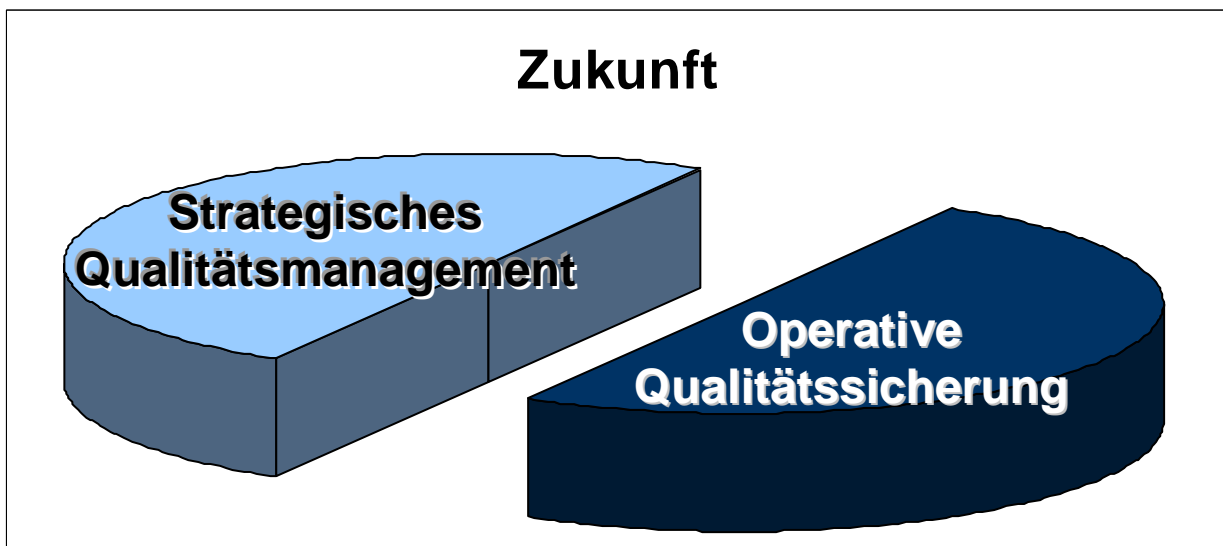 Zukunft
Strategisches
Qualitätsmanagement
Operative
Qualitätssicherung